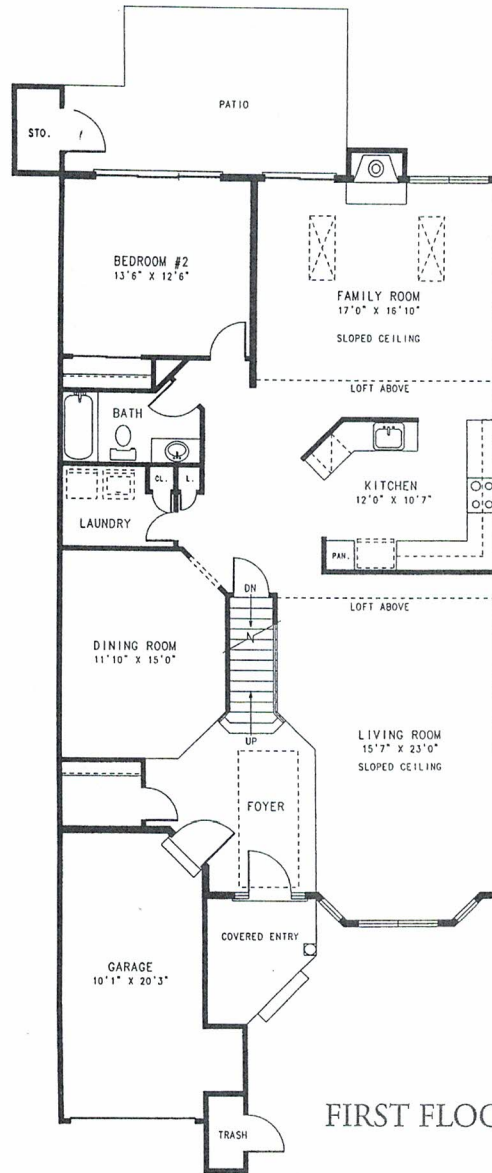 PATIO
STO.
BEDROOM #2
13'6" X 12'6"
FAMILY ROOM
17'0" X 16'10"
SLOPED CEILING
LOFT ABOVE
BATH
KITCHEN
12'0" X 10'7"
CL.
L.
LAUNDRY
PAN.
DN
LOFT ABOVE
DINING ROOM
11'10" X 15'0"
LIVING ROOM
15'7" X 23'0"
SLOPED CEILING
UP
FOYER
COVERED ENTRY
GARAGE
10'1" X 20'3"
TRASH
FIRST FLOO